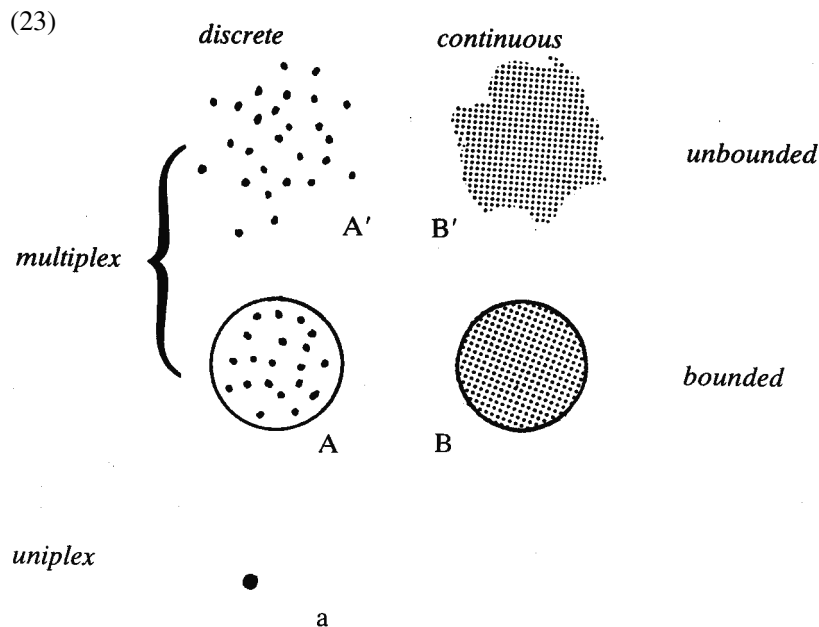 (23)
discrete continuous
unbounded
A′ B′
multiplex
bounded
A B
uniplex
a